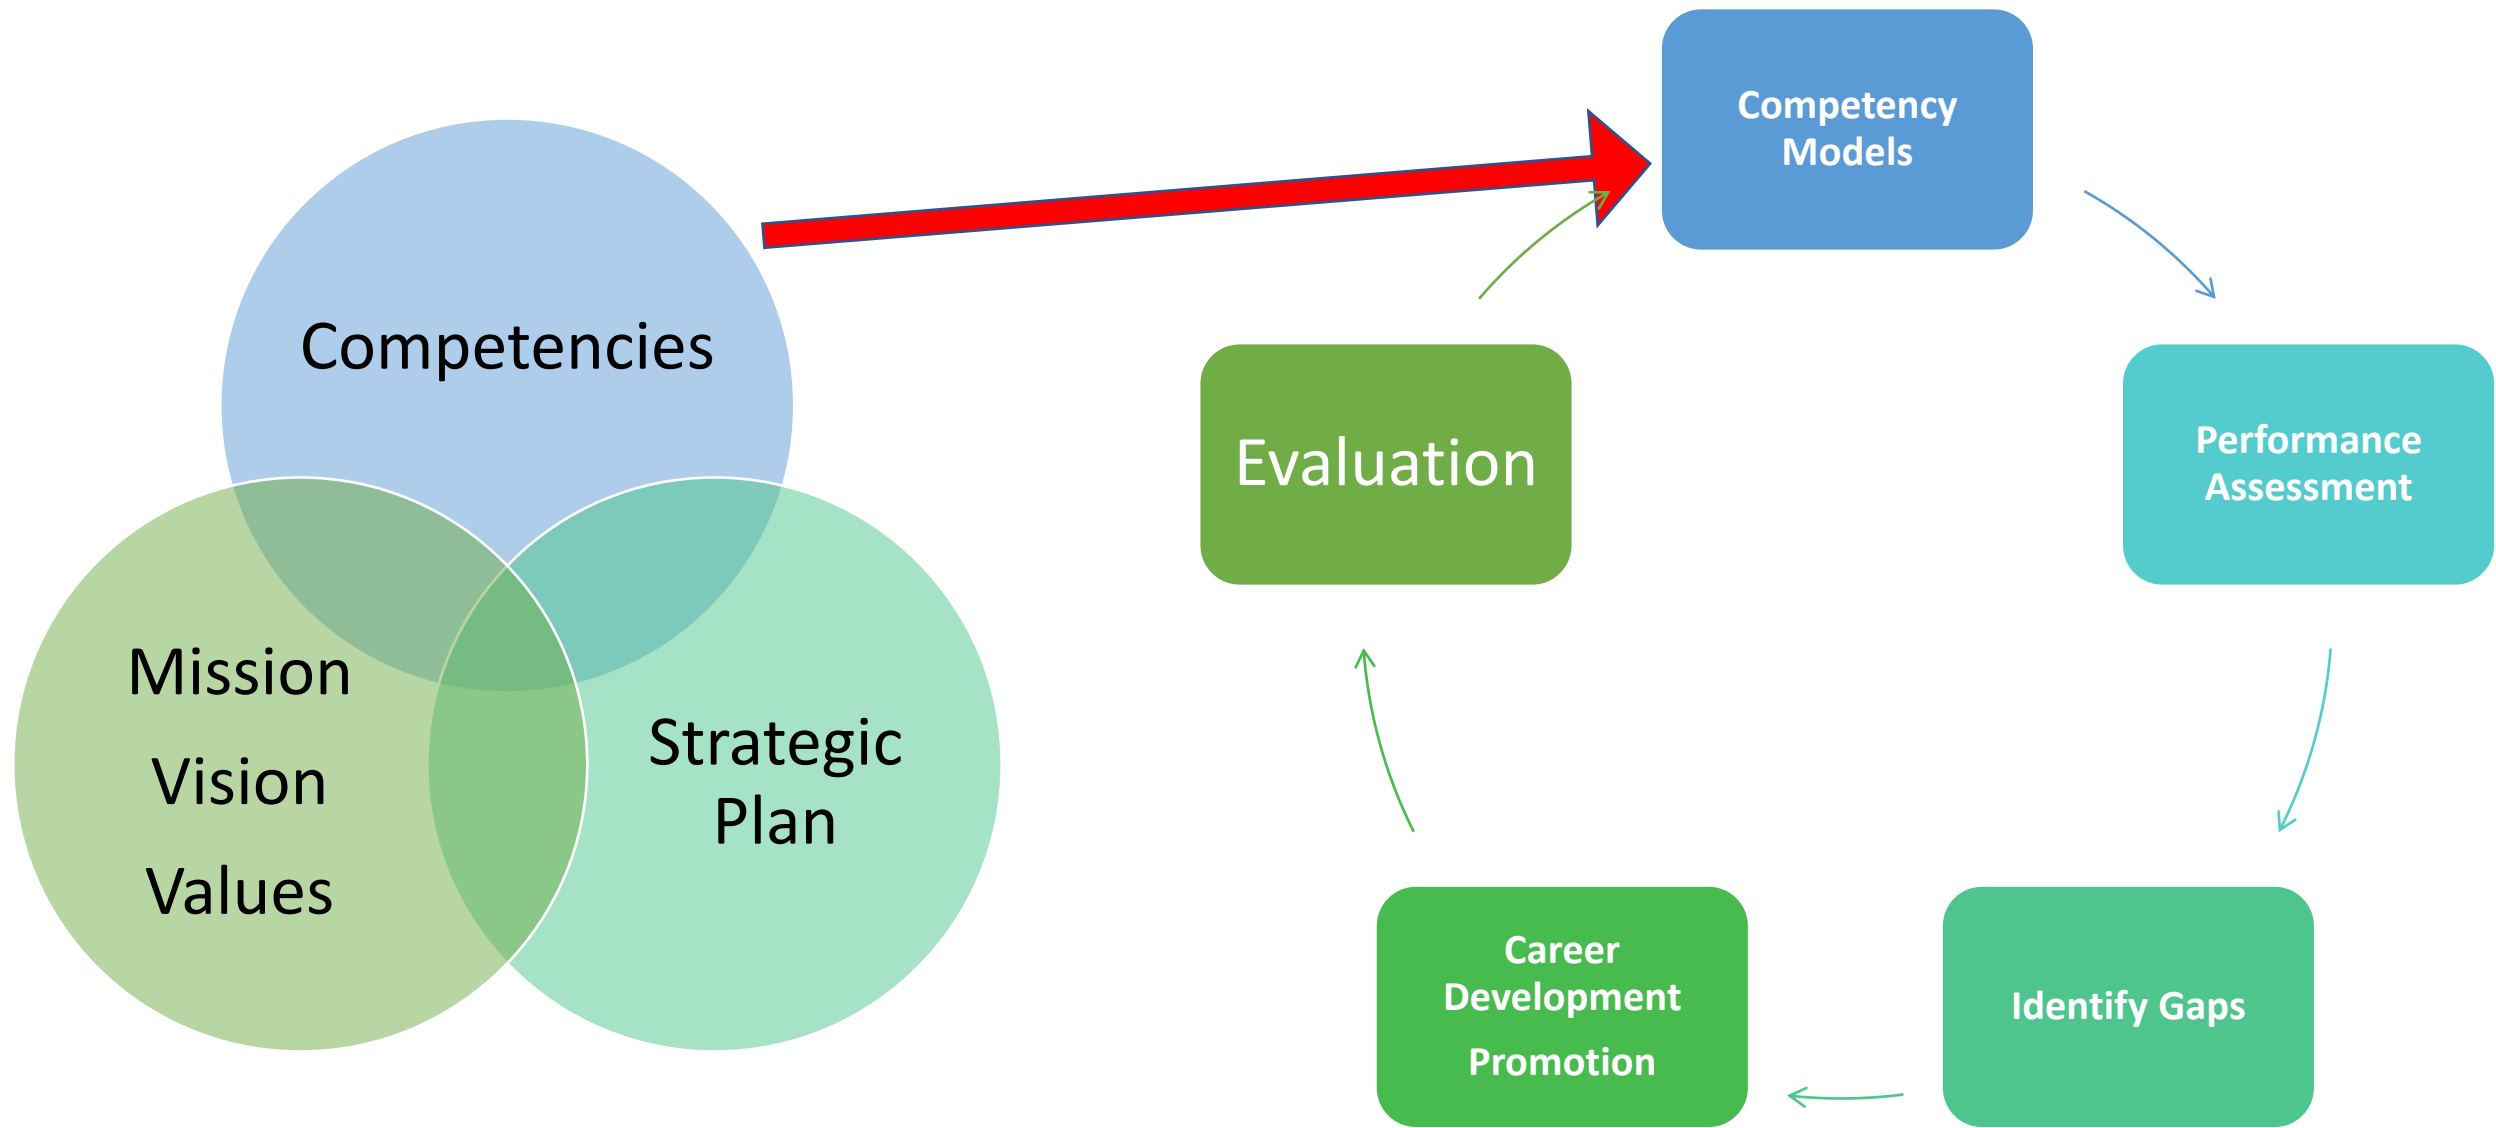 Competencies
Mission
Vision
Values
Strategic
Plan
Competency
Models
Performance
Assessment
Identify Gaps
Career
Development
Promotion
Evaluation